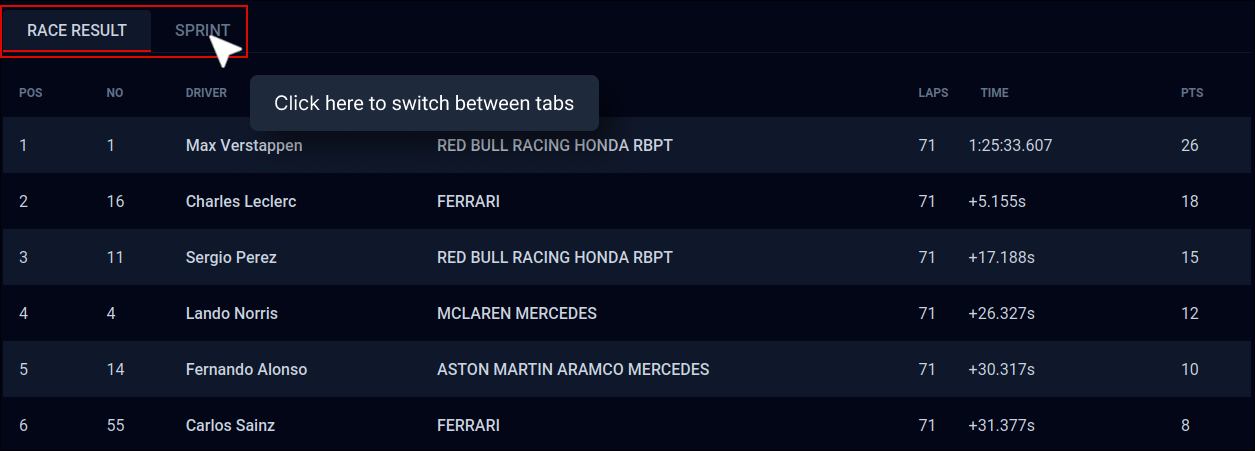 RACE RESULT SPRINT
POS NO DRIVER LAPS TIME PTS
Click here to switch between tabs
1 1 Max Verstappen RED BULL RACING HONDA RBPT 71 1:25:33.607 26
2 16 Charles Leclerc FERRARI 71 +5.155s 18
3 11 Sergio Perez RED BULL RACING HONDA RBPT 71 +17.188s 15
4 4 Lando Norris MCLAREN MERCEDES 71 +26.327s 12
5 14 Fernando Alonso ASTON MARTIN ARAMCO MERCEDES 71 +30.317s 10
6 55 Carlos Sainz FERRARI 71 +31.377s 8